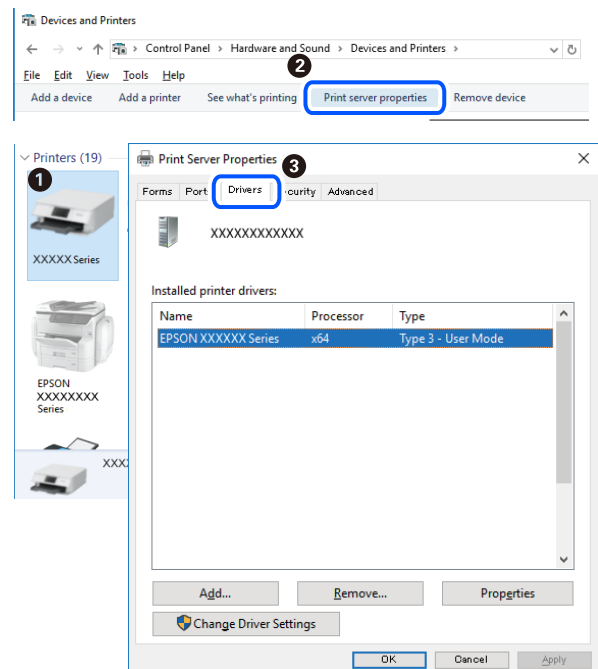 Devices and Printers
Control Panel > Hardware and Sound > Devices and Printers >
2
File Edit View Tools Help
Add a device Add a printer See what's printing Print server properties Remove device
Printers (19)
1
XXXXX Series
EPSON
XXXXXXXX
Series
XXX
Print Server Properties
3
Forms Port Drivers curity Advanced
XXXXXXXXXXXX
Installed printer drivers:
Name Processor Type
EPSON XXXXXX Series x64 Type 3 - User Mode
Add... Remove... Properties
Change Driver Settings
OK Cancel Apply